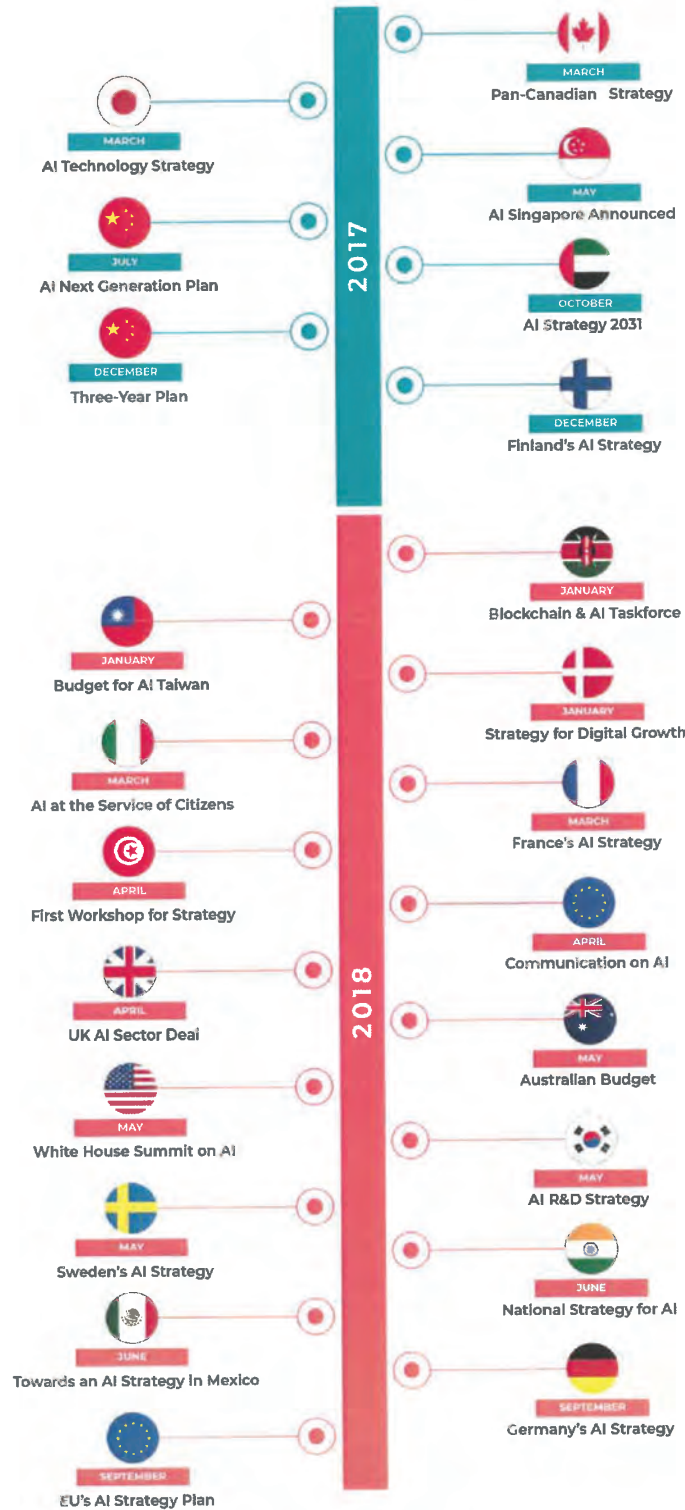 MARCH
Pan-Canadian Strategy
MARCH
AI Technology Strategy
MAY
AI Singapore Announced
JULY
AI Next Generation Plan
OCTOBER
AI Strategy 2031
DECEMBER
Three-Year Plan
DECEMBER
Finland's AI Strategy
2017
JANUARY
Blockchain & AI Taskforce
JANUARY
Budget for AI Taiwan
JANUARY
Strategy for Digital Growth
MARCH
AI at the Service of Citizens
MARCH
France's AI Strategy
APRIL
First Workshop for Strategy
APRIL
Communication on AI
APRIL
UK AI Sector Deal
MAY
Australian Budget
MAY
White House Summit on AI
MAY
AI R&D Strategy
MAY
Sweden's AI Strategy
JUNE
National Strategy for AI
JUNE
Towards an AI Strategy in Mexico
SEPTEMBER
Germany's AI Strategy
SEPTEMBER
EU's AI Strategy Plan
2018